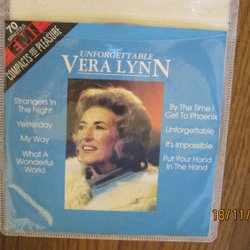 70 MINUTES
EMI
COMPACTS FOR PLEASURE
UNFORGETTABLE
VERA LYNN
Strangers In
The Night
Yesterday
My Way
What A
Wonderful
World
By The Time I
Get To Phoenix
Unforgettable
It's Impossible
Put Your Hand
In The Hand
18/11/